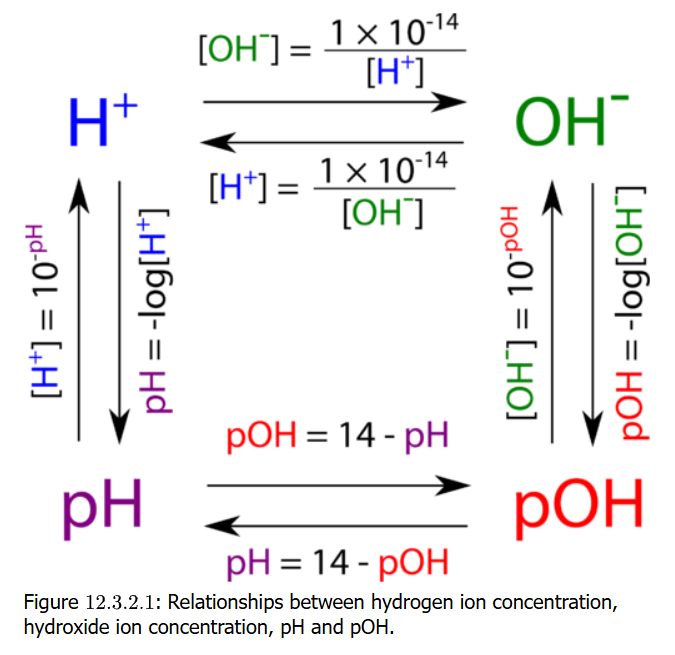 [OH⁻] = 1 × 10⁻¹⁴ / [H⁺]
H⁺
OH⁻
[H⁺] = 1 × 10⁻¹⁴ / [OH⁻]
[H⁺] = 10⁻ᵖᴴ
pH = -log[H⁺]
[OH⁻] = 10⁻ᵖᴼᴴ
pOH = -log[OH⁻]
pOH = 14 - pH
pH
pOH
pH = 14 - pOH
Figure 12.3.2.1: Relationships between hydrogen ion concentration,
hydroxide ion concentration, pH and pOH.